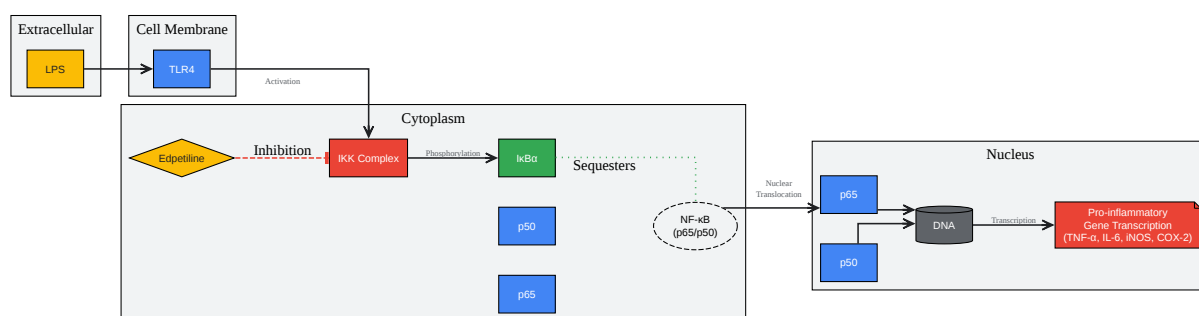 Extracellular
LPS
Cell Membrane
TLR4
Activation
Cytoplasm
Edpetiline
Inhibition
IKK Complex
Phosphorylation
IκBα
Sequesters
p50
p65
NF-κB
(p65/p50)
Nuclear
Translocation
Nucleus
p65
p50
DNA
Transcription
Pro-inflammatory
Gene Transcription
(TNF-α, IL-6, iNOS, COX-2)